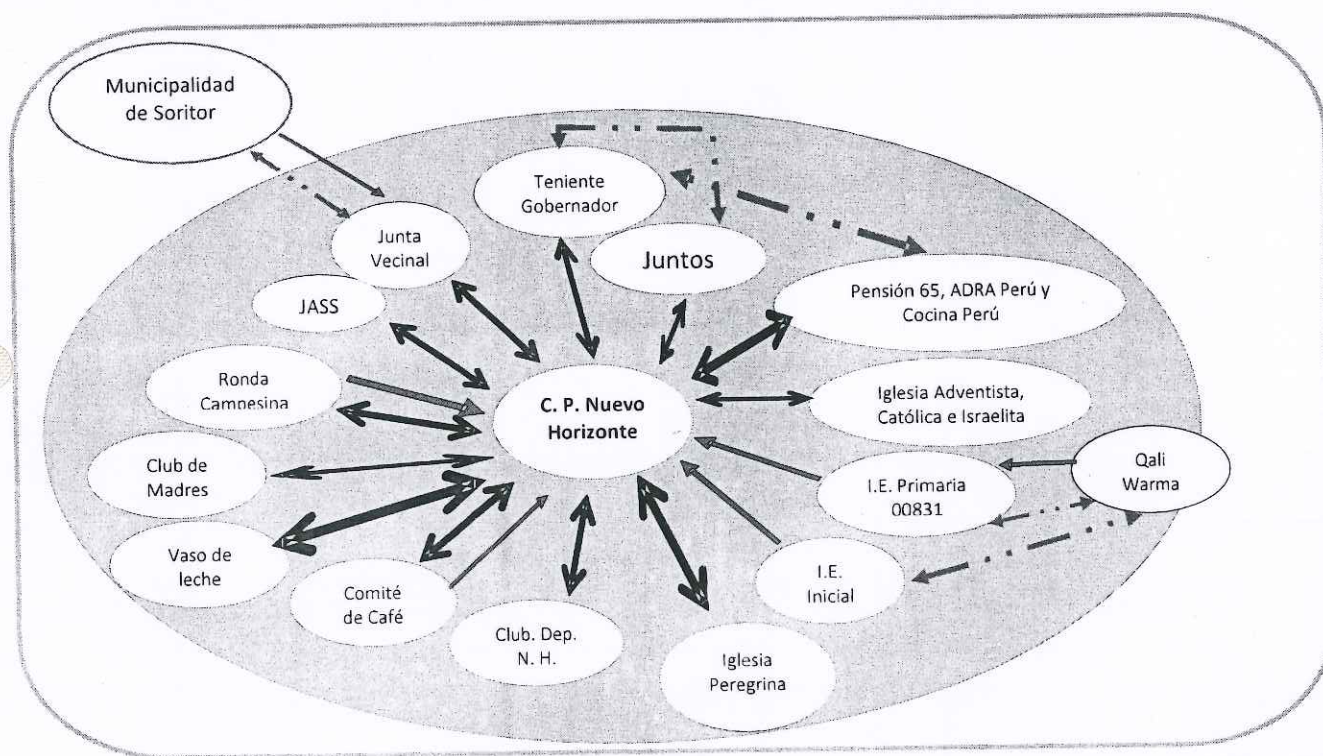 Municipalidad
de Soritor
Teniente
Gobernador
Junta
Vecinal
Juntos
JASS
Pensión 65, ADRA Perú y
Cocina Perú
Ronda
Campesina
C. P. Nuevo
Horizonte
Iglesia Adventista,
Católica e Israelita
Club de
Madres
I.E. Primaria
00831
Qali
Warma
Vaso de
leche
Comité
de Café
I.E.
Inicial
Club. Dep.
N. H.
Iglesia
Peregrina